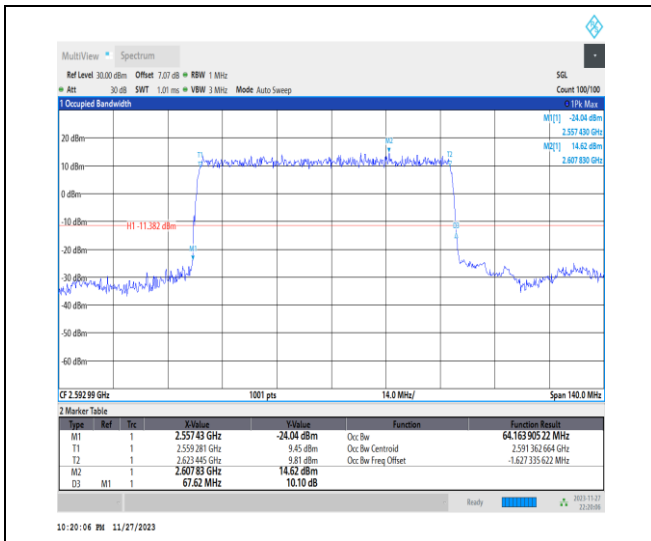 MultiView Spectrum
Ref Level 30.00 dBm Offset 7.07 dB RBW 1 MHz SGL
Att 30 dB SWT 1.01 ms VBW 3 MHz Mode Auto Sweep Count 100/100
1 Occupied Bandwidth 1Pk Max
M1[1] -24.04 dBm
2.557 430 GHz
M2[1] 14.62 dBm
2.607 830 GHz
20 dBm
M2
T1
T2
10 dBm
0 dBm
-10 dBm
H1 -11.382 dBm
D3
-20 dBm
M1
-30 dBm
-40 dBm
-50 dBm
-60 dBm
CF 2.592 99 GHz 1001 pts 14.0 MHz/ Span 140.0 MHz
2 Marker Table
Type Ref Trc X-Value Y-Value Function Function Result
M1 1 2.557 43 GHz -24.04 dBm Occ Bw 64.163 905 22 MHz
T1 1 2.559 281 GHz 9.45 dBm Occ Bw Centroid 2.591 362 664 GHz
T2 1 2.623 445 GHz 9.81 dBm Occ Bw Freq Offset -1.627 335 622 MHz
M2 1 2.607 83 GHz 14.62 dBm
D3 M1 1 67.62 MHz 10.10 dB
Ready 2023-11-27
22:20:06
10:20:06 PM 11/27/2023